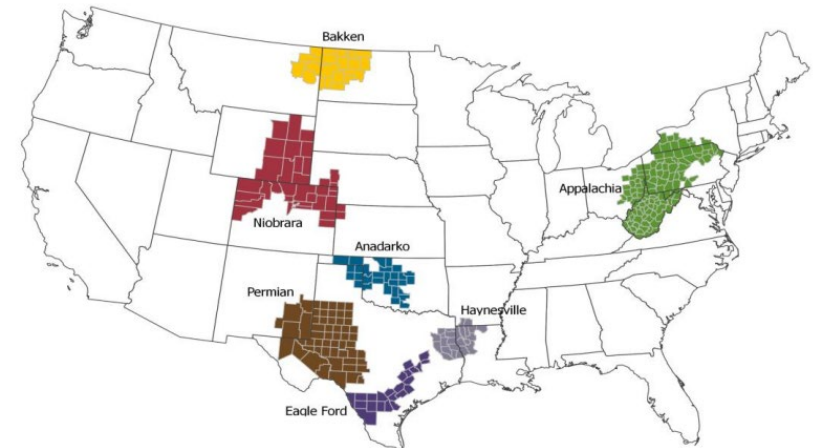 Bakken
Appalachia
Niobrara
Anadarko
Permian
Haynesville
Eagle Ford